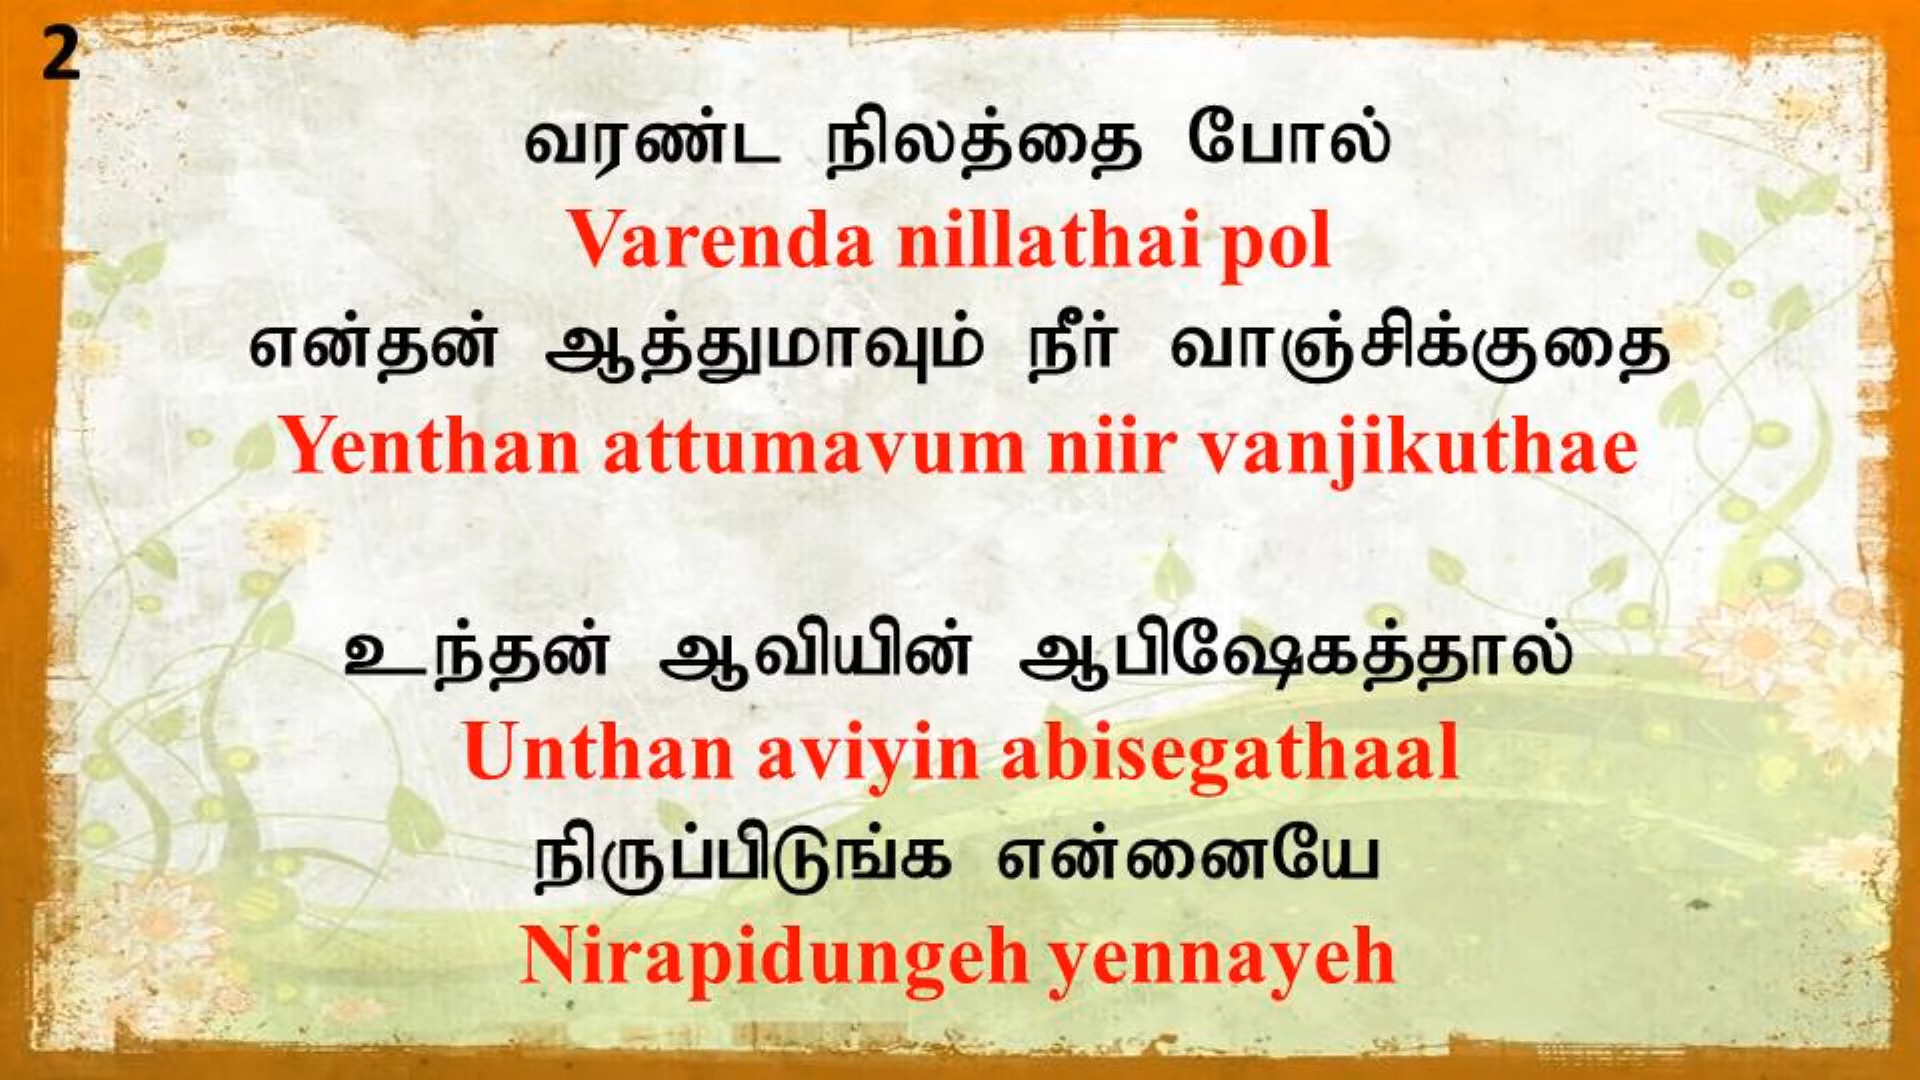 2
வரண்ட நிலத்தை போல்
Varenda nillathai pol
என்தன் ஆத்துமாவும் நீர் வாஞ்சிக்குதை
Yenthan attumavum niir vanjikuthae
உந்தன் ஆவியின் ஆபிஷேகத்தால்
Unthan aviyin abisegathaal
நிருப்பிடுங்க என்னையே
Nirapidungeh yennayeh